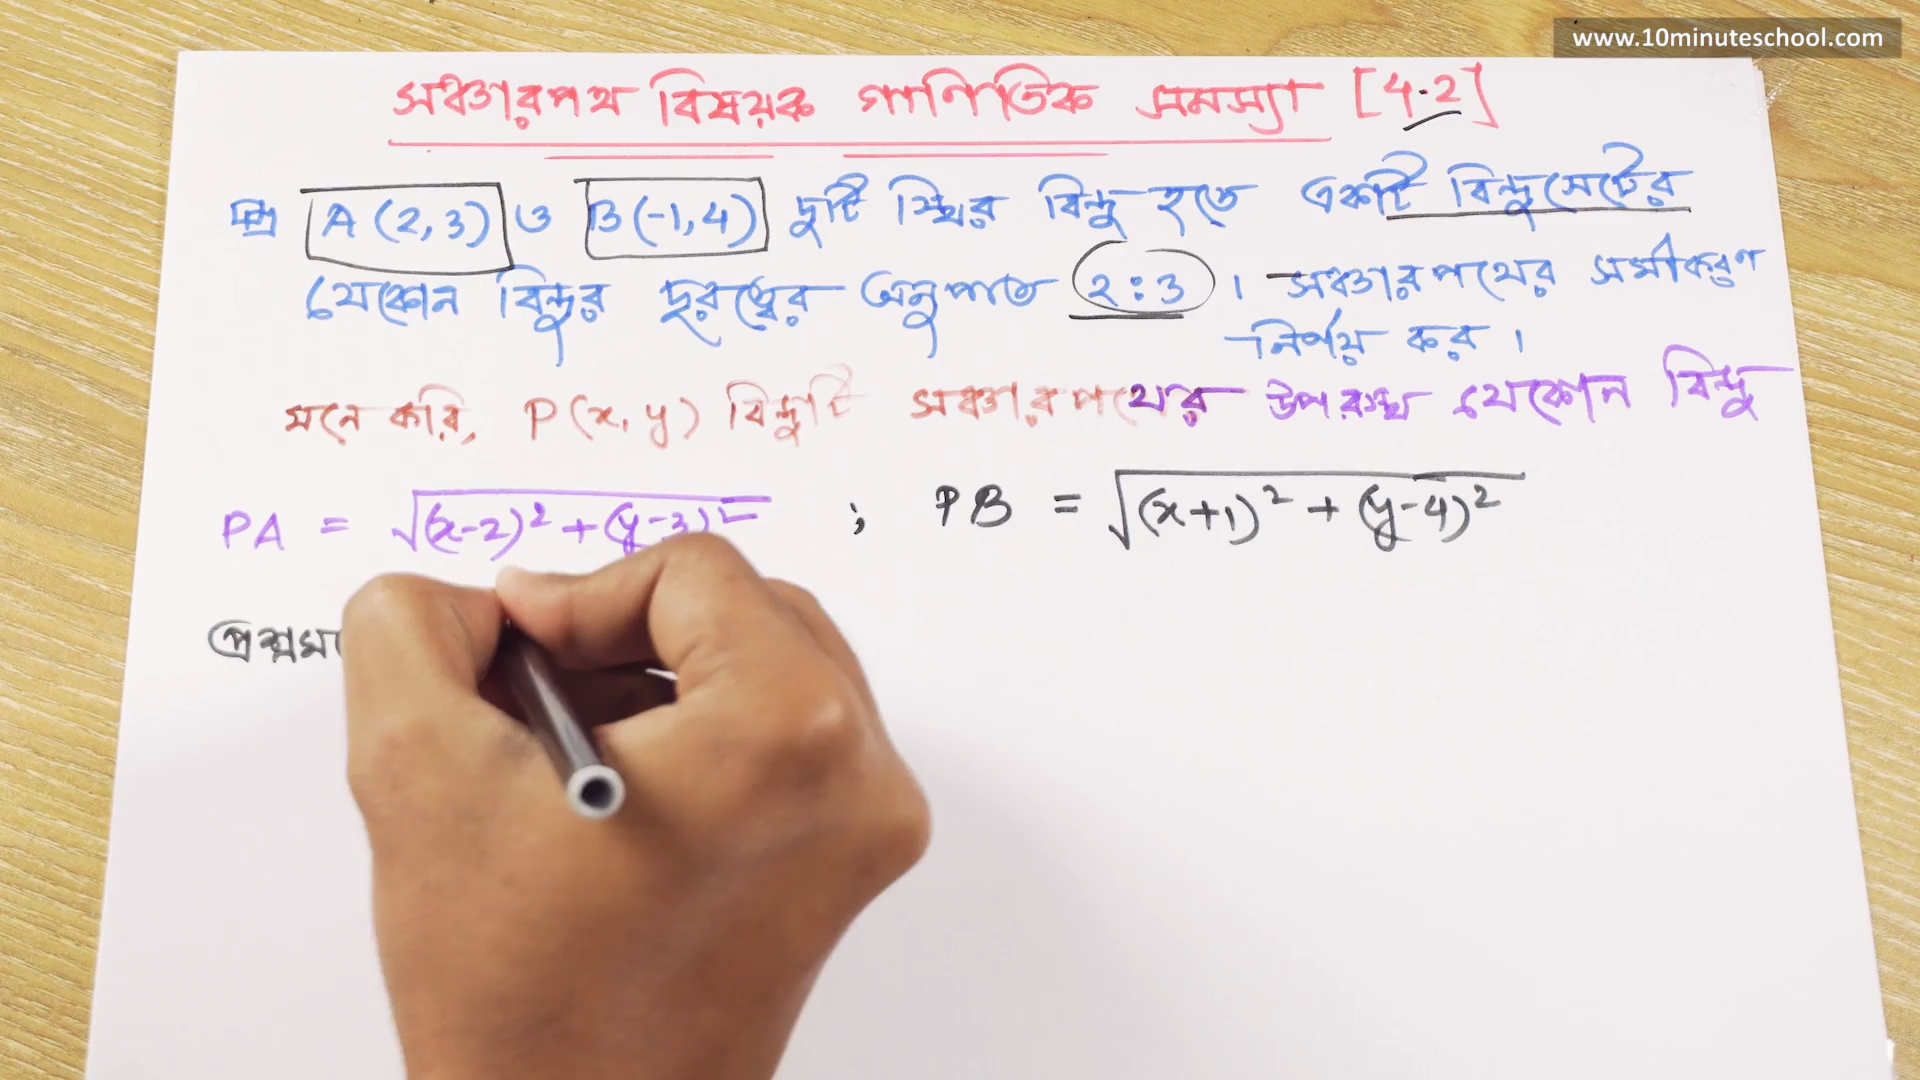 www.10minuteschool.com
সঞ্চারপথ বিষয়ক গাণিতিক সমস্যা [4.2]
A(2,3) ও B(-1,4) দুটি স্থির বিন্দু হতে একটি বিন্দুসেটের
যেকোন বিন্দুর দূরত্বের অনুপাত 2:3। সঞ্চারপথের সমীকরণ
নির্ণয় কর।
মনে করি, P(x,y) বিন্দুটি সঞ্চারপথের উপরস্থ যেকোন বিন্দু
PA = √(x-2)² + (y-3)² ; PB = √(x+1)² + (y-4)²